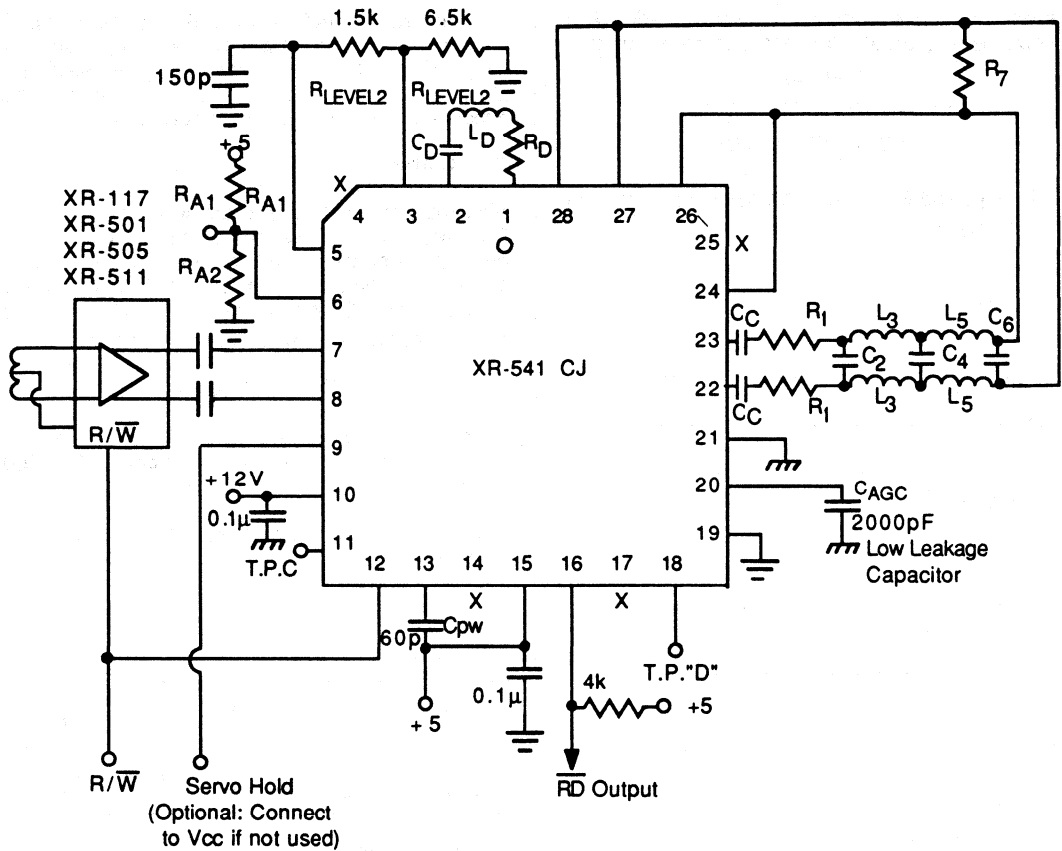 1.5k
6.5k
150p
R7
RLEVEL2
RLEVEL2
CD
LD
RD
+5
XR-117
XR-501
XR-505
XR-511
RA1
RA1
RA2
X
4
3
2
1
28
27
26
25
X
5
24
6
23
CC
R1
L3
L5
C6
7
C2
C4
XR-541 CJ
8
22
CC
R1
L3
L5
R/W̅
9
21
+12V
10
20
CAGC
0.1µ
2000pF
Low Leakage
Capacitor
11
T.P.C
19
12
13
14
15
16
17
18
X
X
60p
Cpw
T.P."D"
0.1µ
4k
+5
+5
R/W̅
Servo Hold
(Optional: Connect
to Vcc if not used)
R̅D̅ Output